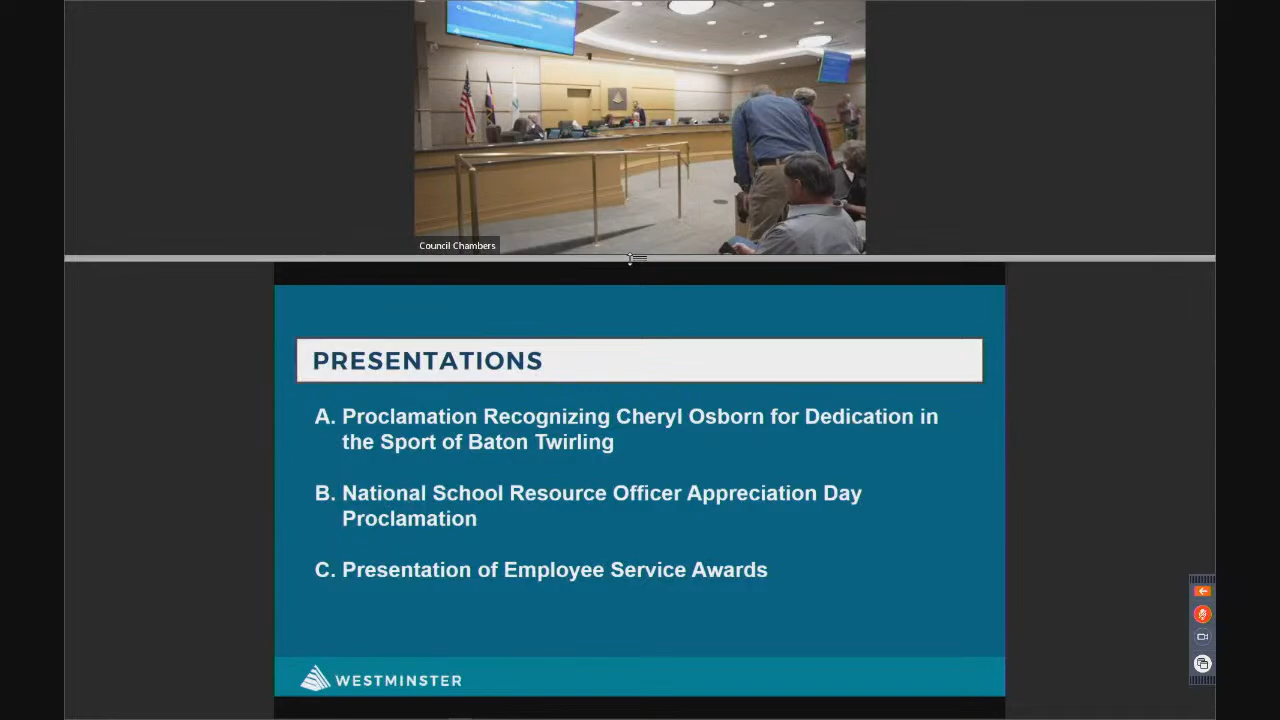 Council Chambers
PRESENTATIONS
A. Proclamation Recognizing Cheryl Osborn for Dedication in
the Sport of Baton Twirling
B. National School Resource Officer Appreciation Day
Proclamation
C. Presentation of Employee Service Awards
WESTMINSTER